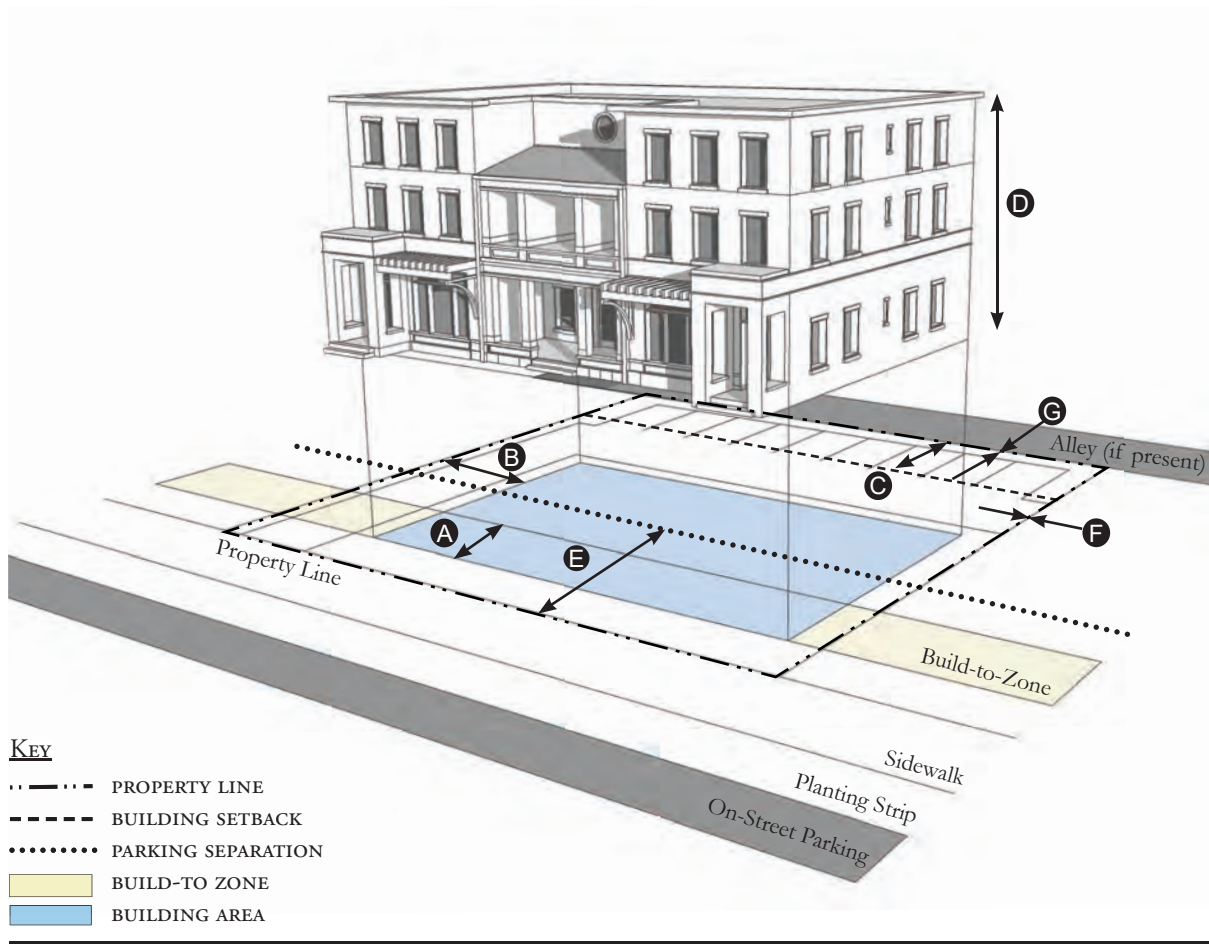 D
G
Alley (if present)
B
C
F
A
E
Property Line
Build-to-Zone
Sidewalk
Planting Strip
On-Street Parking
KEY
PROPERTY LINE
BUILDING SETBACK
PARKING SEPARATION
BUILD-TO ZONE
BUILDING AREA